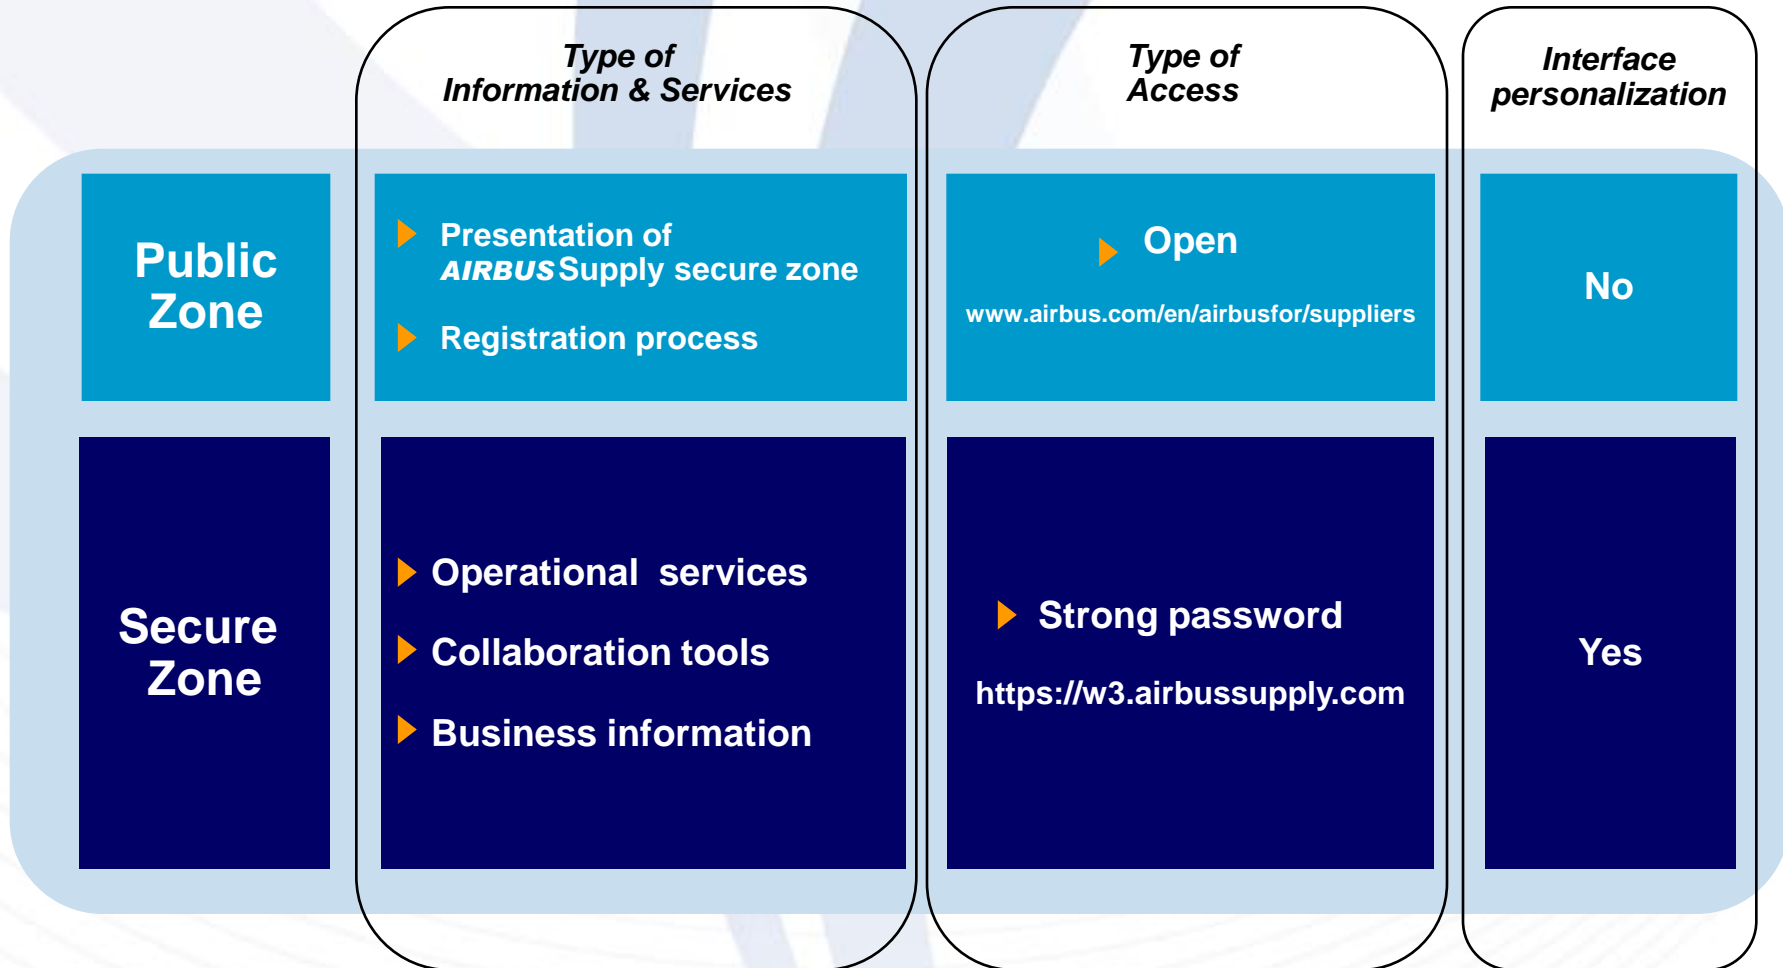 Type of
Information & Services
Type of
Access
Interface
personalization
Public
Zone
Presentation of
AIRBUS Supply secure zone
Registration process
Open
www.airbus.com/en/airbusfor/suppliers
No
Secure
Zone
Operational services
Collaboration tools
Business information
Strong password
https://w3.airbussupply.com
Yes